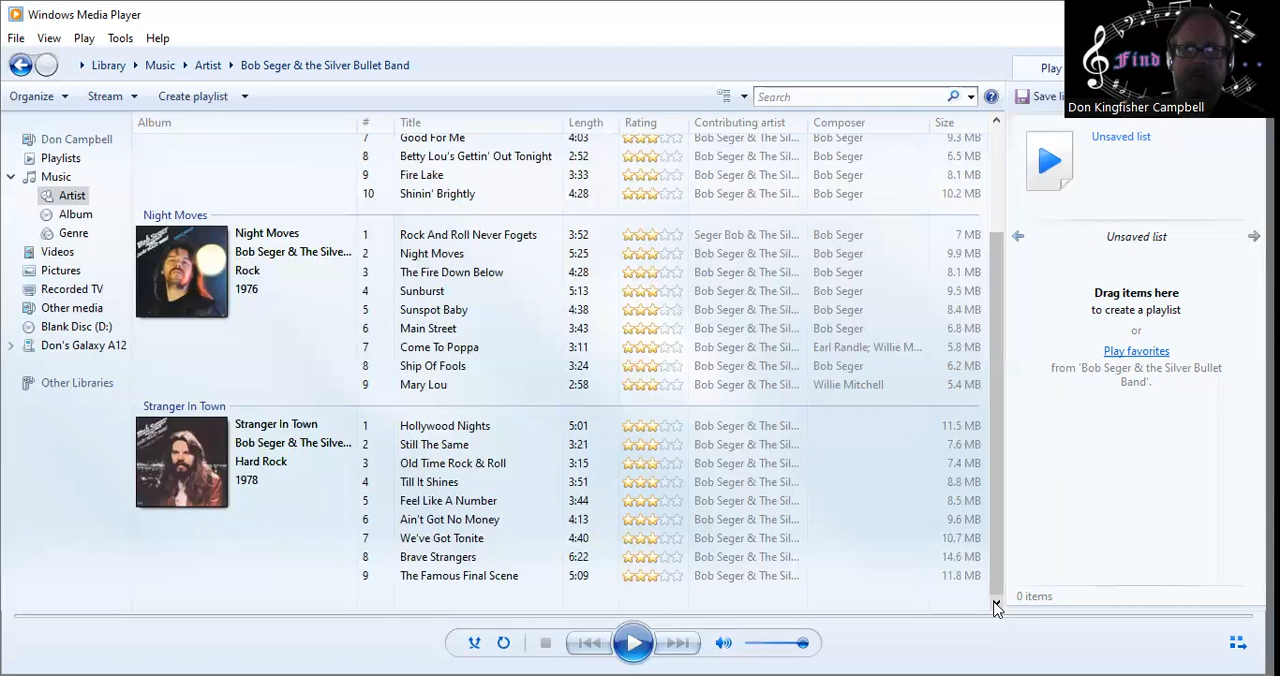 Windows Media Player
File View Play Tools Help
Library Music Artist Bob Seger & the Silver Bullet Band
Play
Find . .
Don Kingfisher Campbell
Organize Stream Create playlist Search Save li
Album # Title Length Rating Contributing artist Composer Size
7 Good For Me 4:03 Bob Seger & The Sil... Bob Seger 9.3 MB
8 Betty Lou's Gettin' Out Tonight 2:52 Bob Seger & The Sil... Bob Seger 6.5 MB
9 Fire Lake 3:33 Bob Seger & The Sil... Bob Seger 8.1 MB
10 Shinin' Brightly 4:28 Bob Seger & The Sil... Bob Seger 10.2 MB
Night Moves
Night Moves
Bob Seger & The Silve...
Rock
1976
1 Rock And Roll Never Forgets 3:52 Seger Bob & The Sil... Bob Seger 7 MB
2 Night Moves 5:25 Bob Seger & The Sil... Bob Seger 9.9 MB
3 The Fire Down Below 4:28 Bob Seger & The Sil... Bob Seger 8.1 MB
4 Sunburst 5:13 Bob Seger & The Sil... Bob Seger 9.5 MB
5 Sunspot Baby 4:38 Bob Seger & The Sil... Bob Seger 8.4 MB
6 Main Street 3:43 Bob Seger & The Sil... Bob Seger 6.8 MB
7 Come To Poppa 3:11 Bob Seger & The Sil... Earl Randle; Willie M... 5.8 MB
8 Ship Of Fools 3:24 Bob Seger & The Sil... Bob Seger 6.2 MB
9 Mary Lou 2:58 Bob Seger & The Sil... Willie Mitchell 5.4 MB
Stranger In Town
Stranger In Town
Bob Seger & The Silve...
Hard Rock
1978
1 Hollywood Nights 5:01 Bob Seger & The Sil... 11.5 MB
2 Still The Same 3:21 Bob Seger & The Sil... 7.6 MB
3 Old Time Rock & Roll 3:15 Bob Seger & The Sil... 7.4 MB
4 Till It Shines 3:51 Bob Seger & The Sil... 8.8 MB
5 Feel Like A Number 3:44 Bob Seger & The Sil... 8.5 MB
6 Ain't Got No Money 4:13 Bob Seger & The Sil... 9.6 MB
7 We've Got Tonite 4:40 Bob Seger & The Sil... 10.7 MB
8 Brave Strangers 6:22 Bob Seger & The Sil... 14.6 MB
9 The Famous Final Scene 5:09 Bob Seger & The Sil... 11.8 MB
Don Campbell
Playlists
Music
Artist
Album
Genre
Videos
Pictures
Recorded TV
Other media
Blank Disc (D:)
Don's Galaxy A12
Other Libraries
Unsaved list
Unsaved list
Drag items here
to create a playlist
or
Play favorites
from 'Bob Seger & the Silver Bullet
Band'.
0 items